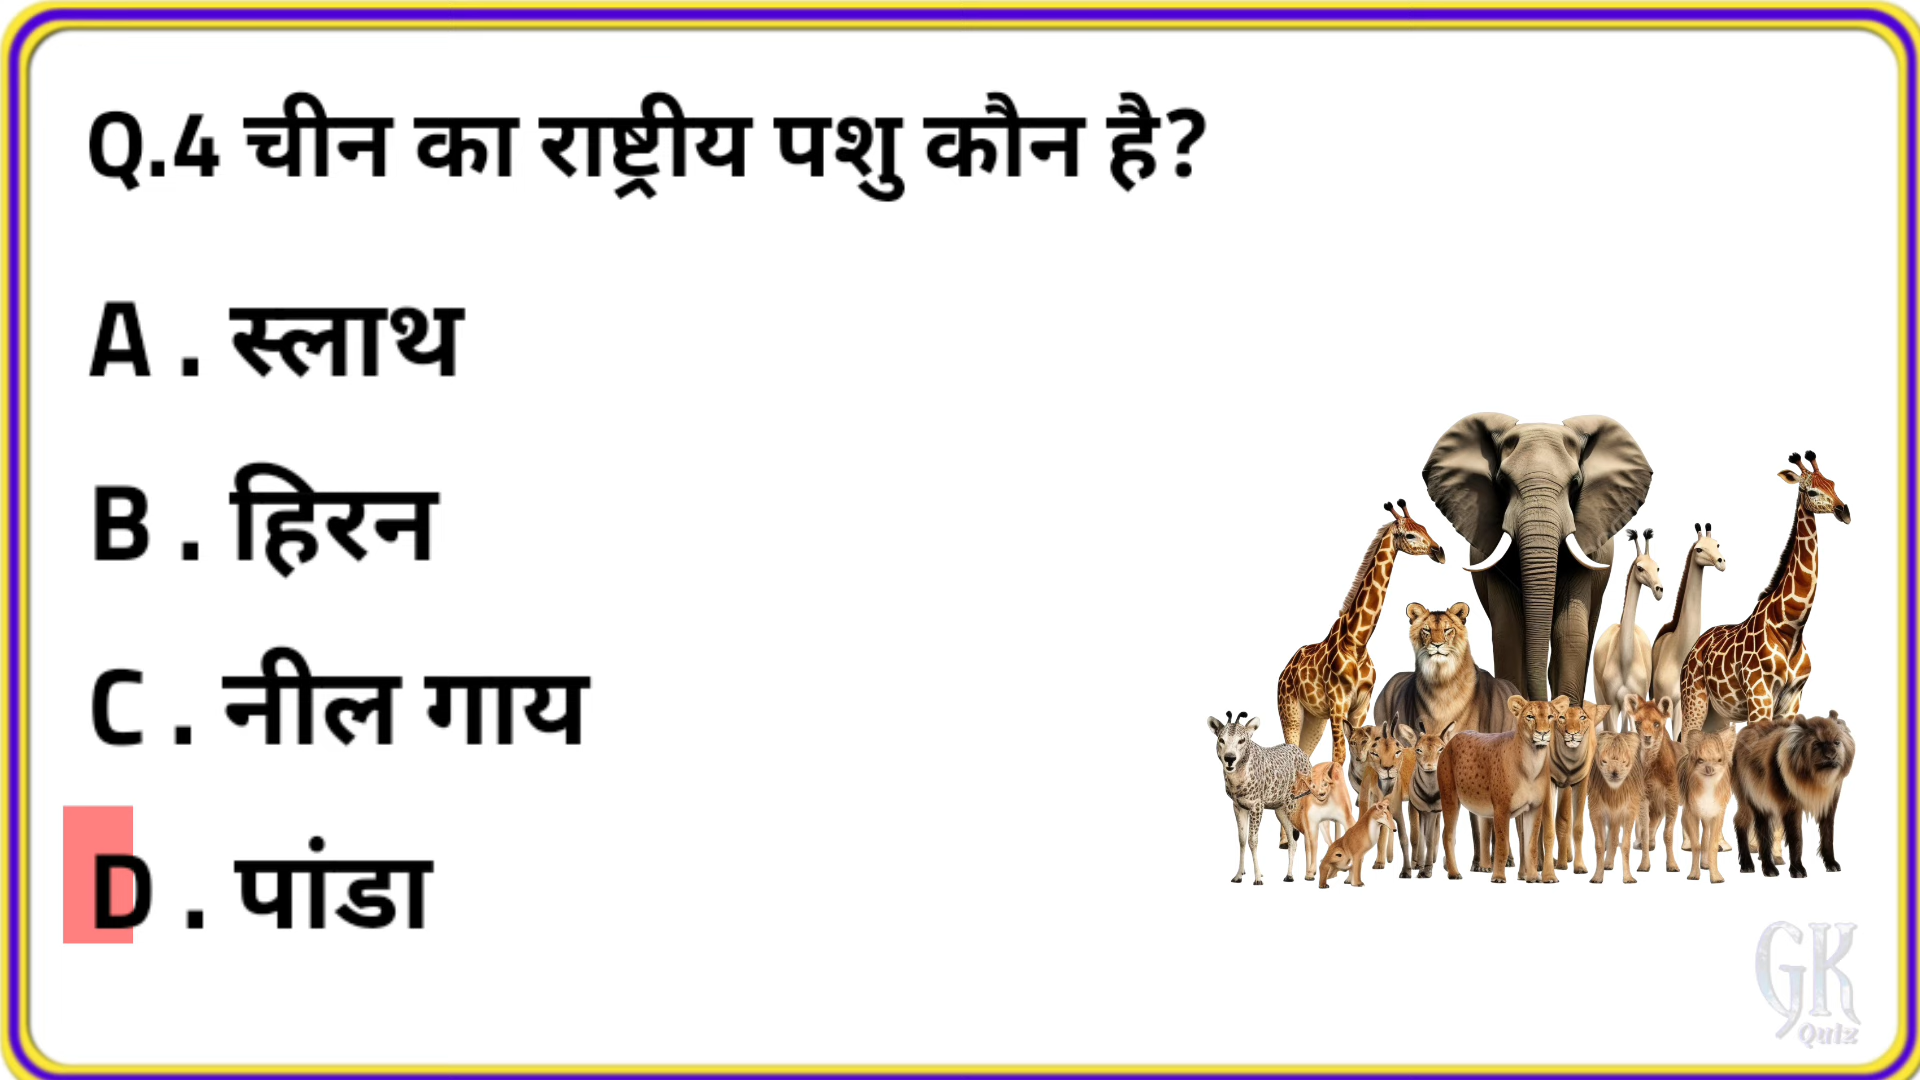 Q.4 चीन का राष्ट्रीय पशु कौन है?
A . स्लाथ
B . हिरन
C . नील गाय
D . पांडा
GK
Quiz